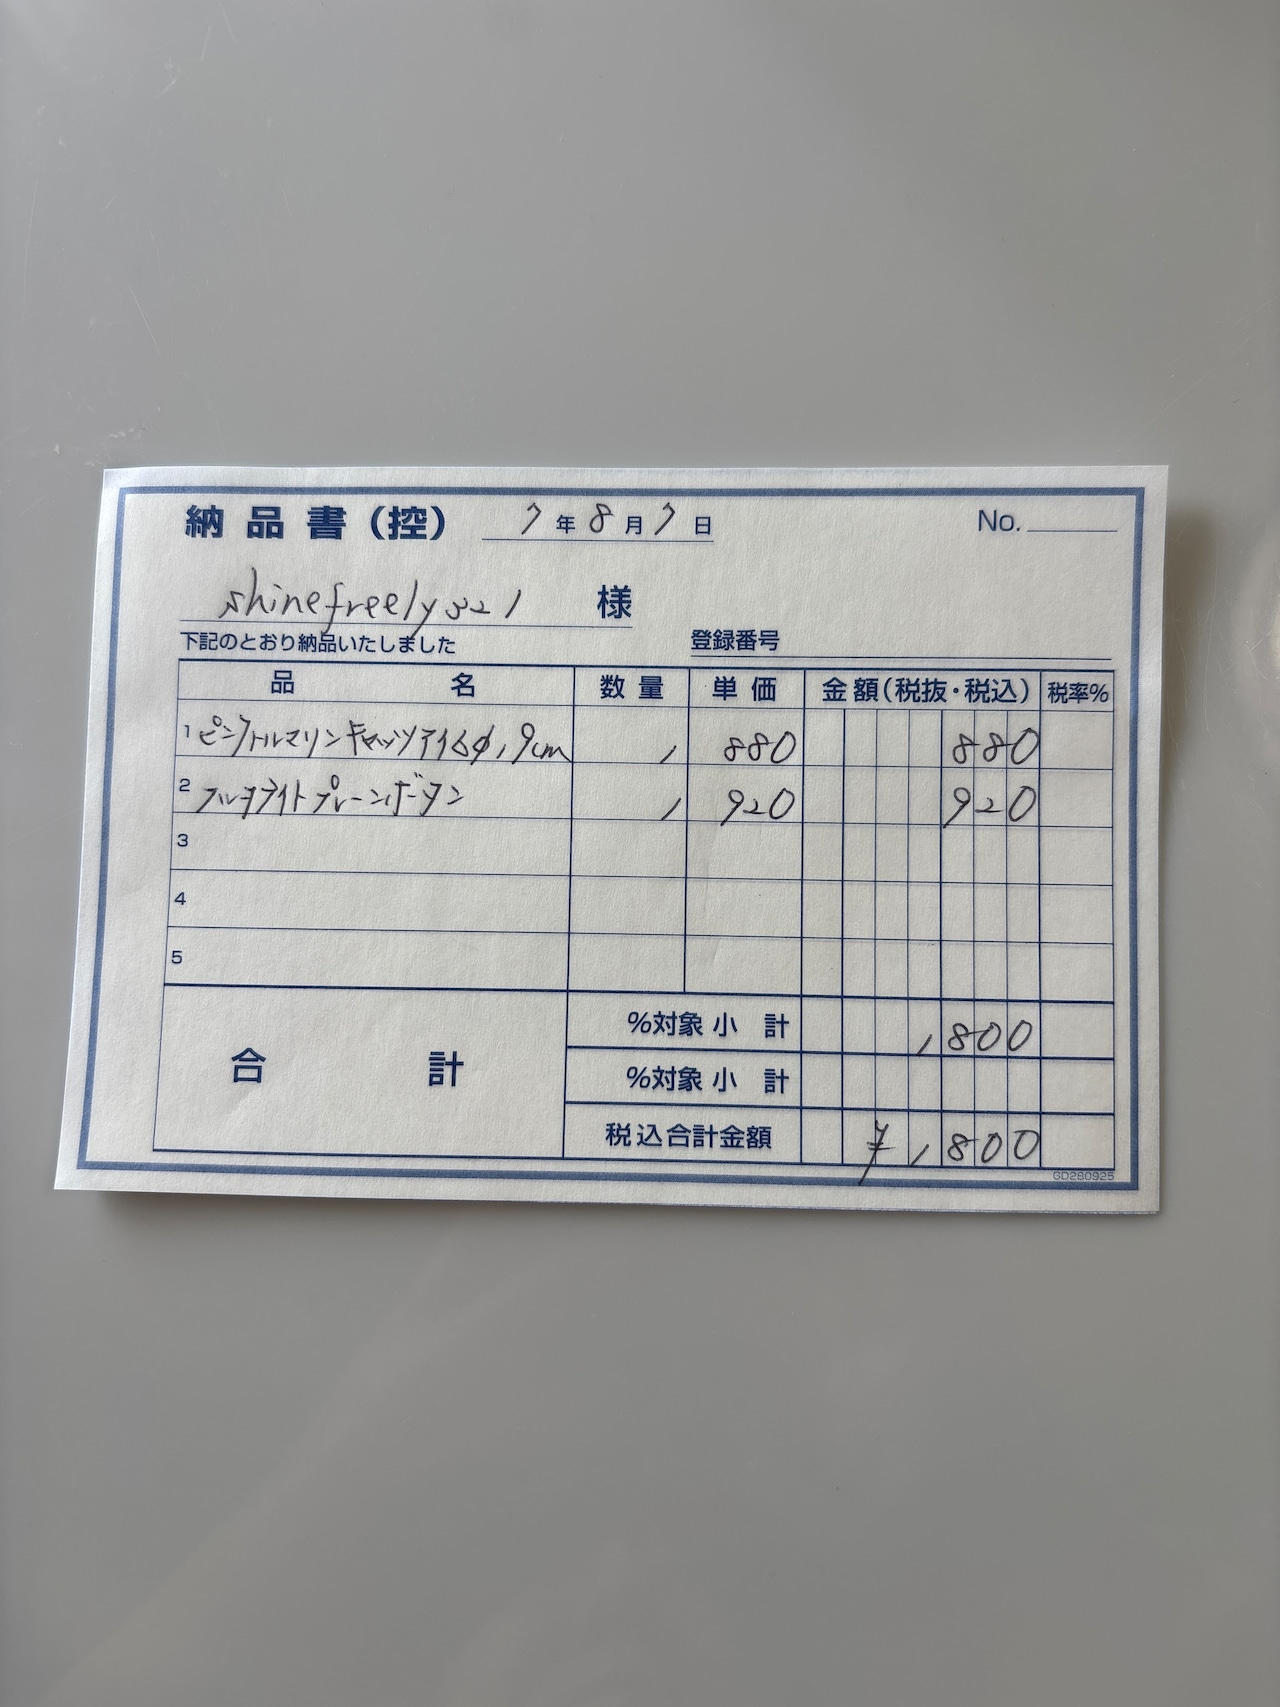 納品書(控) 7年8月7日 No.
shinefreely321 様
下記のとおり納品いたしました 登録番号
品名 数量 単価 金額(税抜・税込) 税率%
1 ピンクトルマリンキャッツアイ6φ,19cm 1 880 880
2 フルオライトプレーンボタン 1 920 920
3
4
5
合計
%対象小計 1800
%対象小計
税込合計金額 ¥1800
GD280925